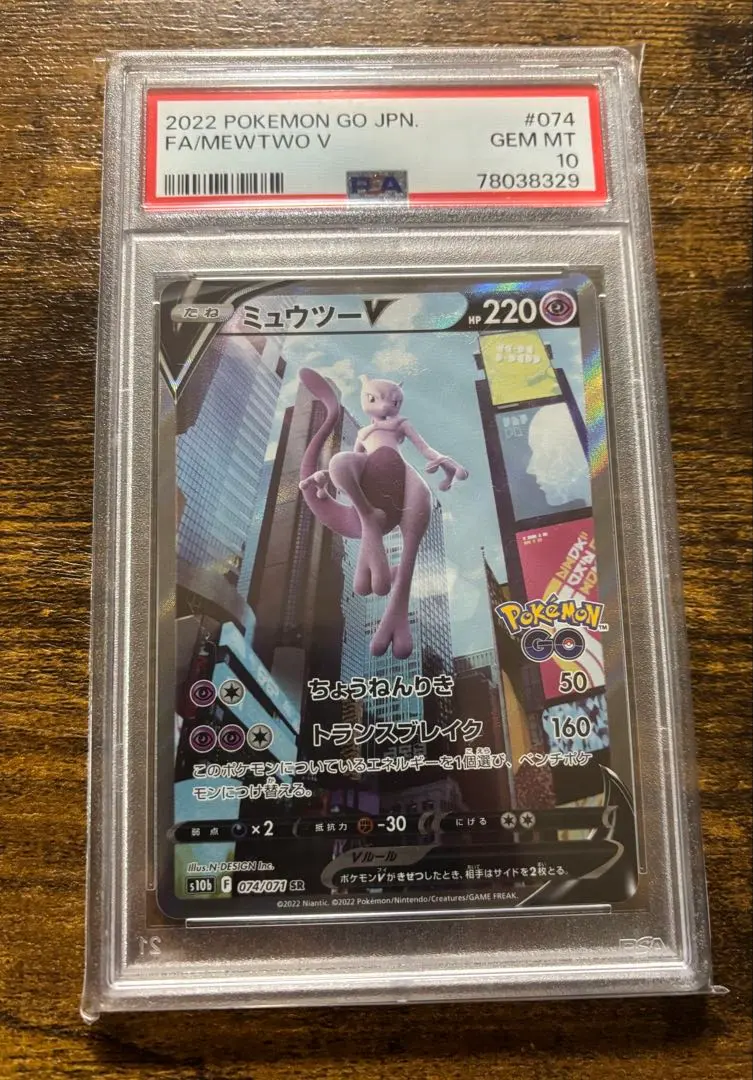 2022 POKEMON GO JPN. #074
FA/MEWTWO V GEM MT
10
PSA 78038329
たね ミュウツーV HP 220
POKéMON™
GO
ちょうねんりき 50
トランスブレイク 160
このポケモンについているエネルギーを1個選び、ベンチポケ
モンにつけ替える。
弱点 ×2 抵抗力 -30 にげる
Vルール
ポケモンVがきぜつしたとき、相手はサイドを2枚とる。
Illus. N-DESIGN Inc.
s10b F 074/071 SR
©2022 Niantic. ©2022 Pokémon/Nintendo/Creatures/GAME FREAK.